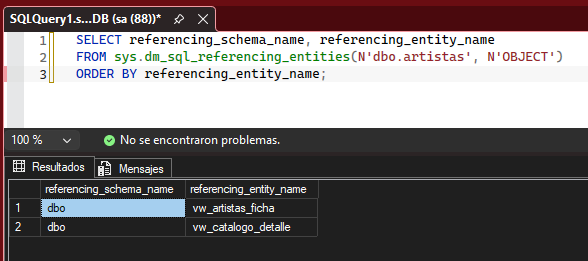 SQLQuery1.s...DB (sa (88))*
1 SELECT referencing_schema_name, referencing_entity_name
2 FROM sys.dm_sql_referencing_entities(N'dbo.artistas', N'OBJECT')
3 ORDER BY referencing_entity_name;
100 % No se encontraron problemas.
Resultados Mensajes
referencing_schema_name referencing_entity_name
1 dbo vw_artistas_ficha
2 dbo vw_catalogo_detalle